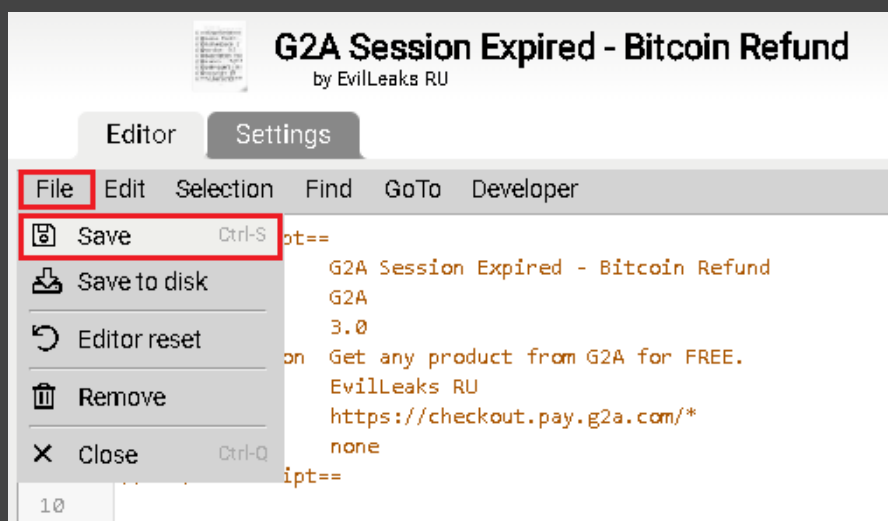 G2A Session Expired - Bitcoin Refund
by EvilLeaks RU
Editor Settings
File Edit Selection Find GoTo Developer
Save Ctrl-S pt==
G2A Session Expired - Bitcoin Refund
Save to disk
G2A
3.0
Editor reset
on Get any product from G2A for FREE.
EvilLeaks RU
Remove
https://checkout.pay.g2a.com/*
none
Close Ctrl-Q
ipt==
10